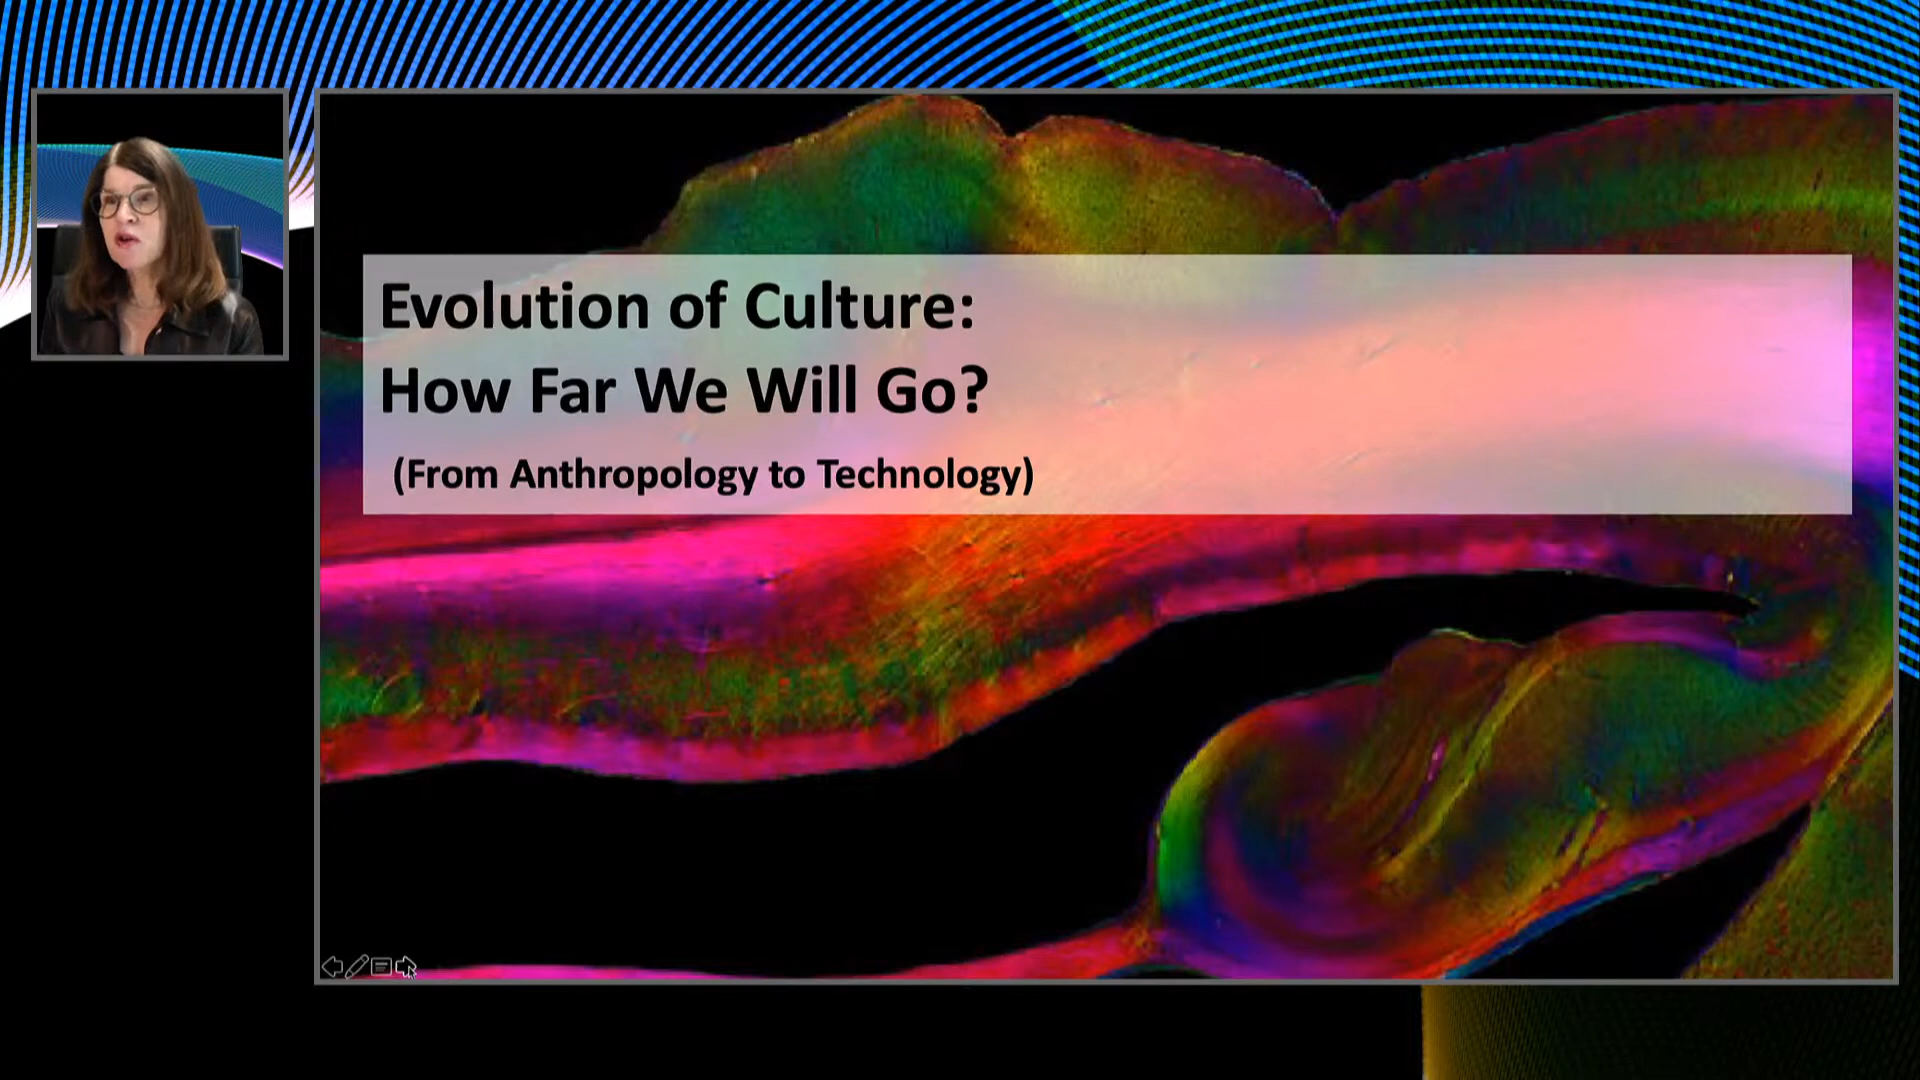 Evolution of Culture:
How Far We Will Go?
(From Anthropology to Technology)